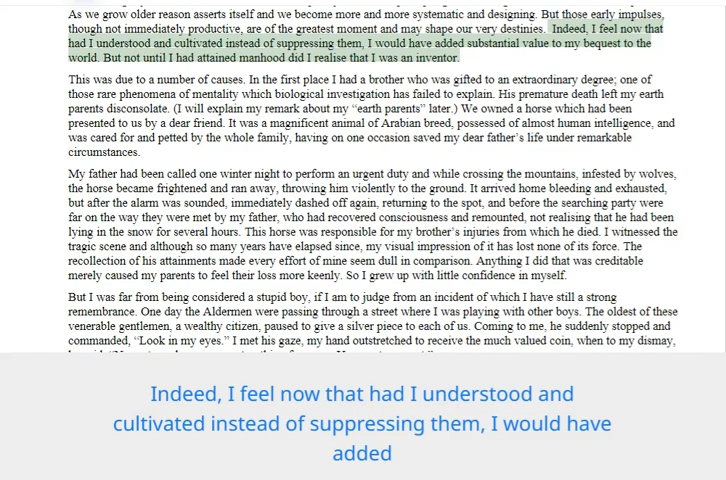 As we grow older reason asserts itself and we become more and more systematic and designing. But those early impulses,
though not immediately productive, are of the greatest moment and may shape our very destinies. Indeed, I feel now that
had I understood and cultivated instead of suppressing them, I would have added substantial value to my bequest to the
world. But not until I had attained manhood did I realise that I was an inventor.
This was due to a number of causes. In the first place I had a brother who was gifted to an extraordinary degree; one of
those rare phenomena of mentality which biological investigation has failed to explain. His premature death left my earth
parents disconsolate. (I will explain my remark about my “earth parents” later.) We owned a horse which had been
presented to us by a dear friend. It was a magnificent animal of Arabian breed, possessed of almost human intelligence, and
was cared for and petted by the whole family, having on one occasion saved my dear father’s life under remarkable
circumstances.
My father had been called one winter night to perform an urgent duty and while crossing the mountains, infested by wolves,
the horse became frightened and ran away, throwing him violently to the ground. It arrived home bleeding and exhausted,
but after the alarm was sounded, immediately dashed off again, returning to the spot, and before the searching party were
far on the way they were met by my father, who had recovered consciousness and remounted, not realising that he had been
lying in the snow for several hours. This horse was responsible for my brother’s injuries from which he died. I witnessed the
tragic scene and although so many years have elapsed since, my visual impression of it has lost none of its force. The
recollection of his attainments made every effort of mine seem dull in comparison. Anything I did that was creditable
merely caused my parents to feel their loss more keenly. So I grew up with little confidence in myself.
But I was far from being considered a stupid boy, if I am to judge from an incident of which I have still a strong
remembrance. One day the Aldermen were passing through a street where I was playing with other boys. The oldest of these
venerable gentlemen, a wealthy citizen, paused to give a silver piece to each of us. Coming to me, he suddenly stopped and
commanded, “Look in my eyes.” I met his gaze, my hand outstretched to receive the much valued coin, when to my dismay,
Indeed, I feel now that had I understood and
cultivated instead of suppressing them, I would have
added